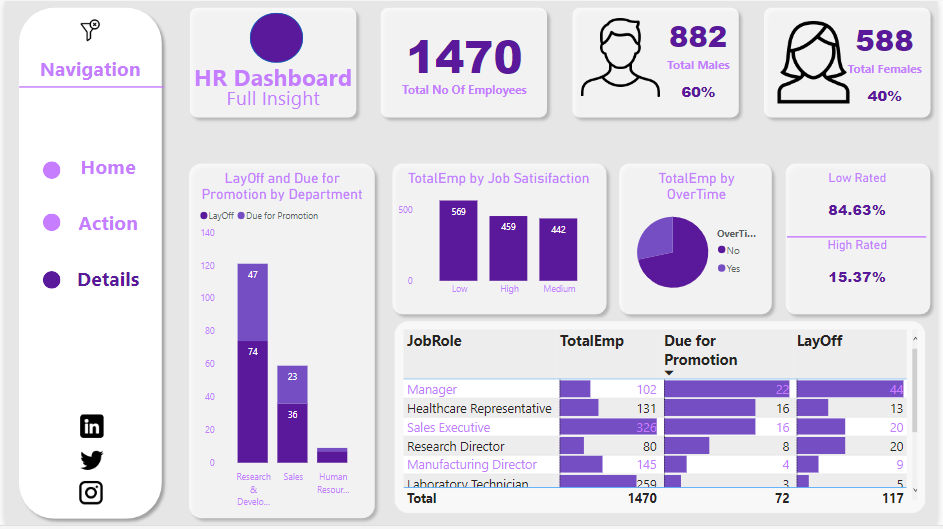 Navigation
Home
Action
Details
HR Dashboard
Full Insight
1470
Total No Of Employees
882
Total Males
60%
588
Total Females
40%
LayOff and Due for
Promotion by Department
LayOff Due for Promotion
140
120
100
80
60
40
20
0
47
74
23
36
Research
&
Develo...
Sales
Human
Resour...
TotalEmp by Job Satisifaction
500
0
569
459
442
Low High Medium
TotalEmp by
OverTime
OverTi...
No
Yes
Low Rated
84.63%
High Rated
15.37%
JobRole TotalEmp Due for Promotion LayOff
Manager 102 22 44
Healthcare Representative 131 16 13
Sales Executive 326 16 20
Research Director 80 8 20
Manufacturing Director 145 4 9
Laboratory Technician 259 3 5
Total 1470 72 117
in